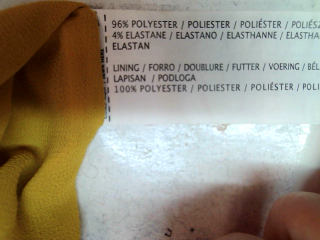 96% POLYESTER / POLIESTER / POLIÉSTER / POLIÉSZ
4% ELASTANE / ELASTANO / ELASTHANNE / ELASTHA
ELASTAN
LINING / FORRO / DOUBLURE / FUTTER / VOERING / BÉL
LAPISAN / PODLOGA
100% POLYESTER / POLIESTER / POLIÉSTER / POLI